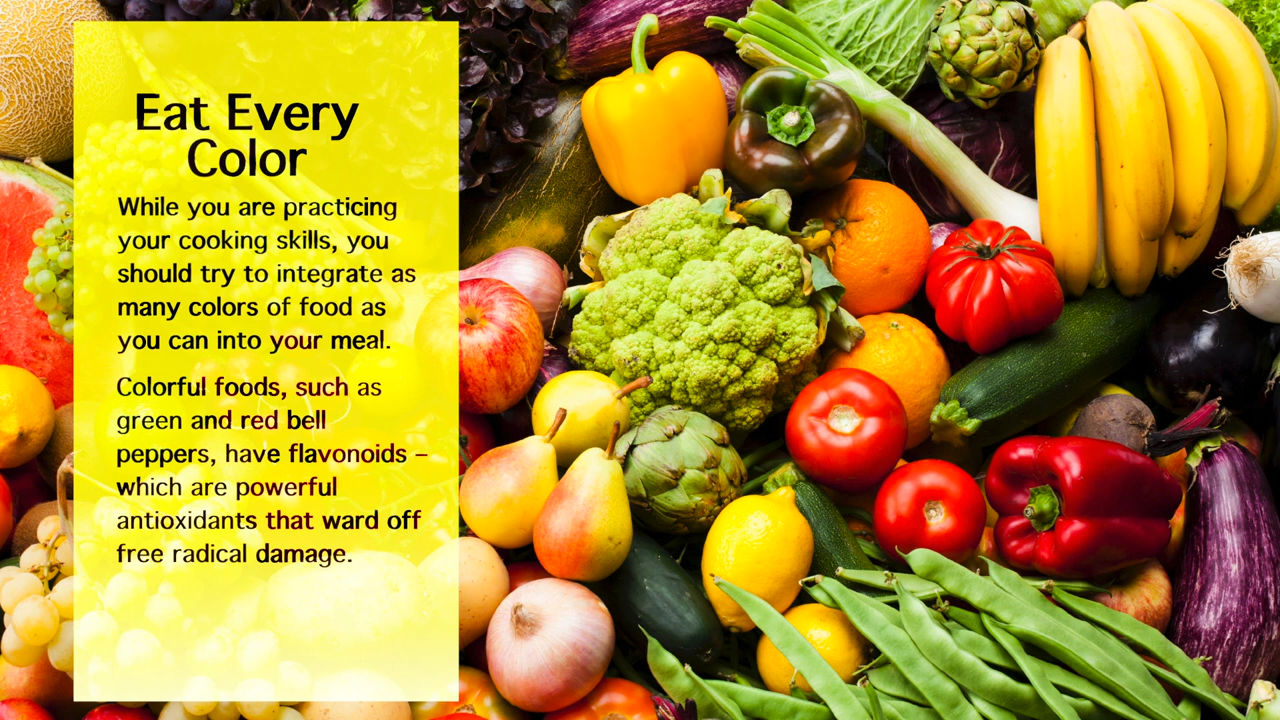 Eat Every
Color
While you are practicing
your cooking skills, you
should try to integrate as
many colors of food as
you can into your meal.
Colorful foods, such as
green and red bell
peppers, have flavonoids –
which are powerful
antioxidants that ward off
free radical damage.